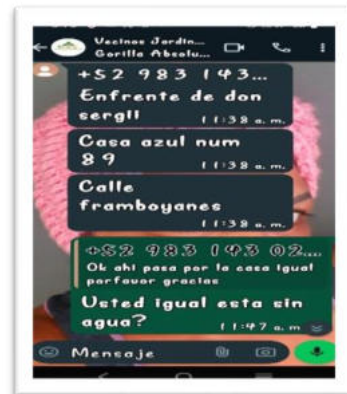 Vecinos Jardin...
Gorilla Absolu...
+52 983 143...
Enfrente de don
sergii
11:38 a. m.
Casa azul num
89
11:38 a. m.
Calle
framboyanes
11:38 a. m.
+52 983 143 02...
Ok ahi pasa por la casa igual
porfavor gracias
Usted igual esta sin
agua?
11:47 a. m
Mensaje